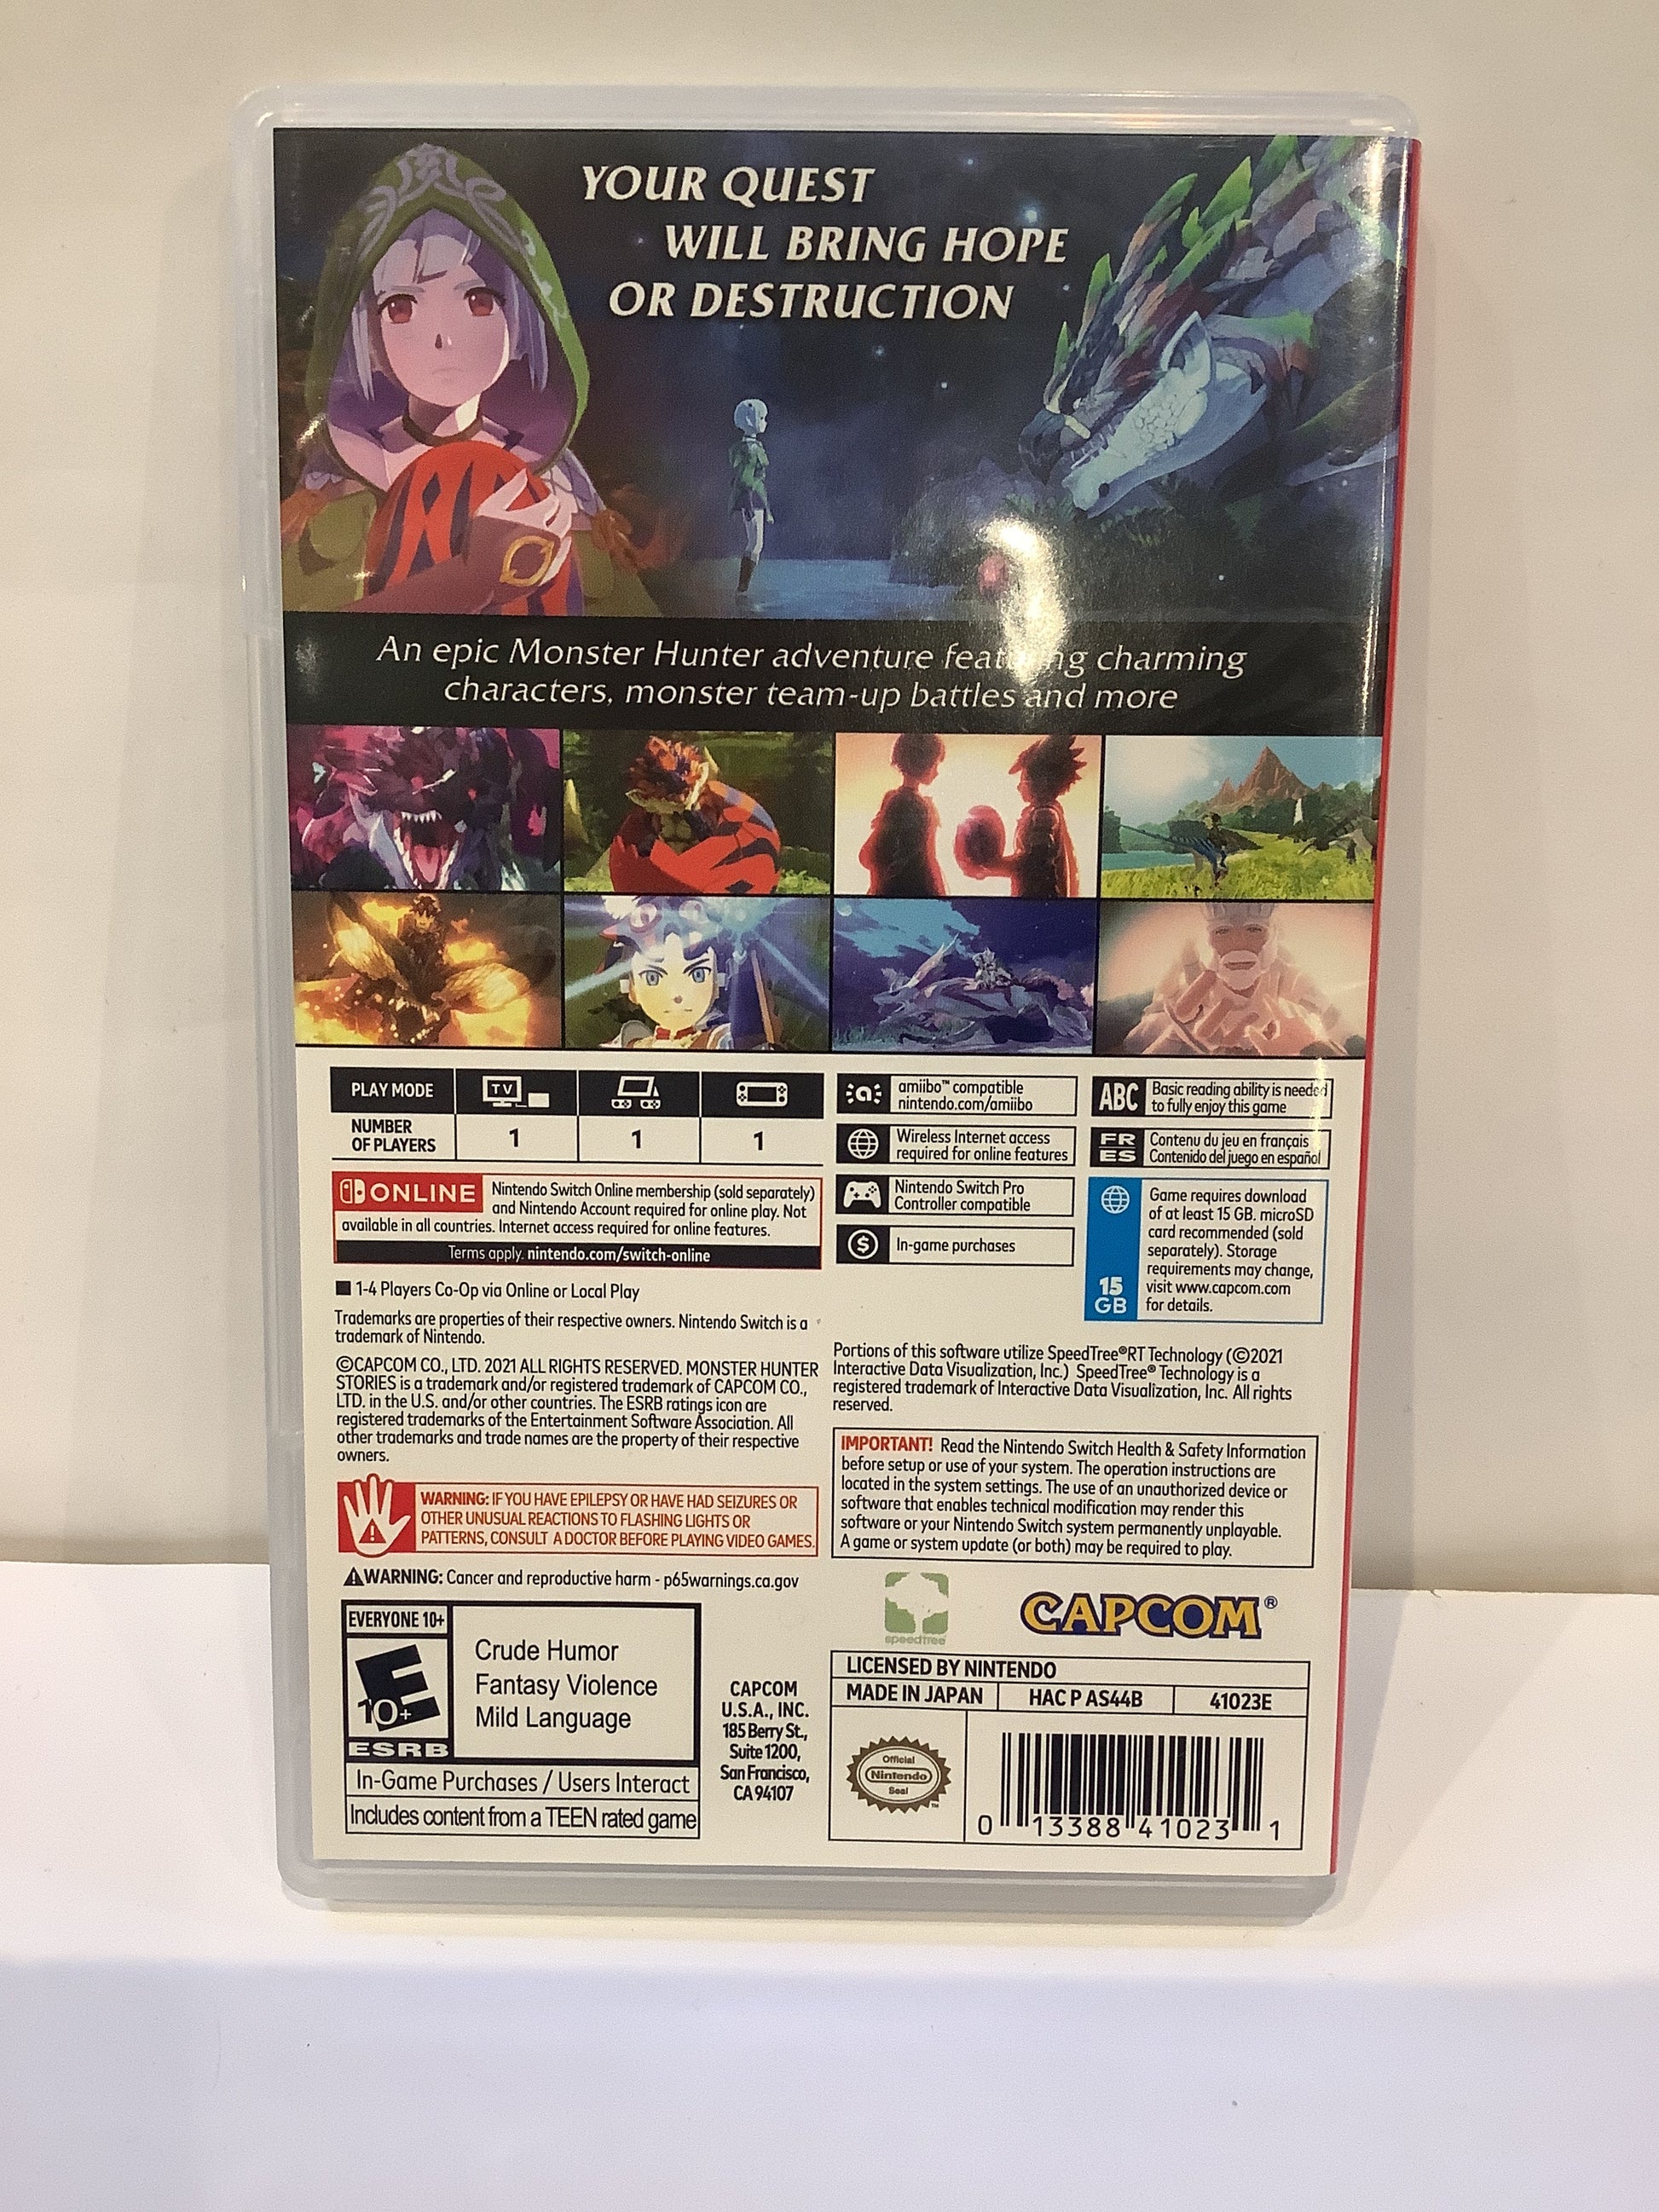 YOUR QUEST
WILL BRING HOPE
OR DESTRUCTION
An epic Monster Hunter adventure featuring charming
characters, monster team-up battles and more
PLAY MODE
TV
NUMBER
OF PLAYERS
1
1
1
ONLINE
Nintendo Switch Online membership (sold separately)
and Nintendo Account required for online play. Not
available in all countries. Internet access required for online features.
Terms apply. nintendo.com/switch-online
■ 1-4 Players Co-Op via Online or Local Play
Trademarks are properties of their respective owners. Nintendo Switch is a
trademark of Nintendo.
©CAPCOM CO., LTD. 2021 ALL RIGHTS RESERVED. MONSTER HUNTER
STORIES is a trademark and/or registered trademark of CAPCOM CO.,
LTD. in the U.S. and/or other countries. The ESRB ratings icon are
registered trademarks of the Entertainment Software Association. All
other trademarks and trade names are the property of their respective
owners.
WARNING: IF YOU HAVE EPILEPSY OR HAVE HAD SEIZURES OR
OTHER UNUSUAL REACTIONS TO FLASHING LIGHTS OR
PATTERNS, CONSULT A DOCTOR BEFORE PLAYING VIDEO GAMES.
⚠WARNING: Cancer and reproductive harm - p65warnings.ca.gov
EVERYONE 10+
E
10+
ESRB
Crude Humor
Fantasy Violence
Mild Language
In-Game Purchases / Users Interact
Includes content from a TEEN rated game
CAPCOM
U.S.A., INC.
185 Berry St.,
Suite 1200,
San Francisco,
CA 94107
amiibo™ compatible
nintendo.com/amiibo
Wireless Internet access
required for online features
Nintendo Switch Pro
Controller compatible
$
In-game purchases
ABC
Basic reading ability is needed
to fully enjoy this game
FR
ES
Contenu du jeu en français
Contenido del juego en español
15
GB
Game requires download
of at least 15 GB. microSD
card recommended (sold
separately). Storage
requirements may change,
visit www.capcom.com
for details.
Portions of this software utilize SpeedTree®RT Technology (©2021
Interactive Data Visualization, Inc.) SpeedTree® Technology is a
registered trademark of Interactive Data Visualization, Inc. All rights
reserved.
IMPORTANT! Read the Nintendo Switch Health & Safety Information
before setup or use of your system. The operation instructions are
located in the system settings. The use of an unauthorized device or
software that enables technical modification may render this
software or your Nintendo Switch system permanently unplayable.
A game or system update (or both) may be required to play.
speedtree
CAPCOM®
LICENSED BY NINTENDO
MADE IN JAPAN
HAC P AS44B
41023E
Official
Nintendo
Seal
TM
0 13388 41023 1